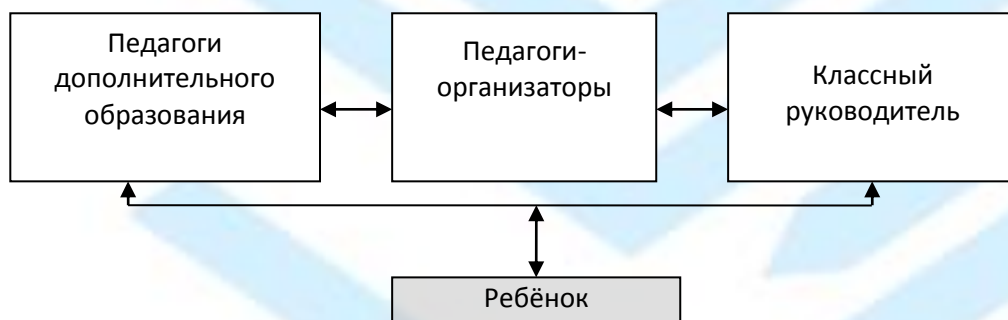 Педагоги
дополнительного
образования
Педагоги-
организаторы
Классный
руководитель
Ребёнок